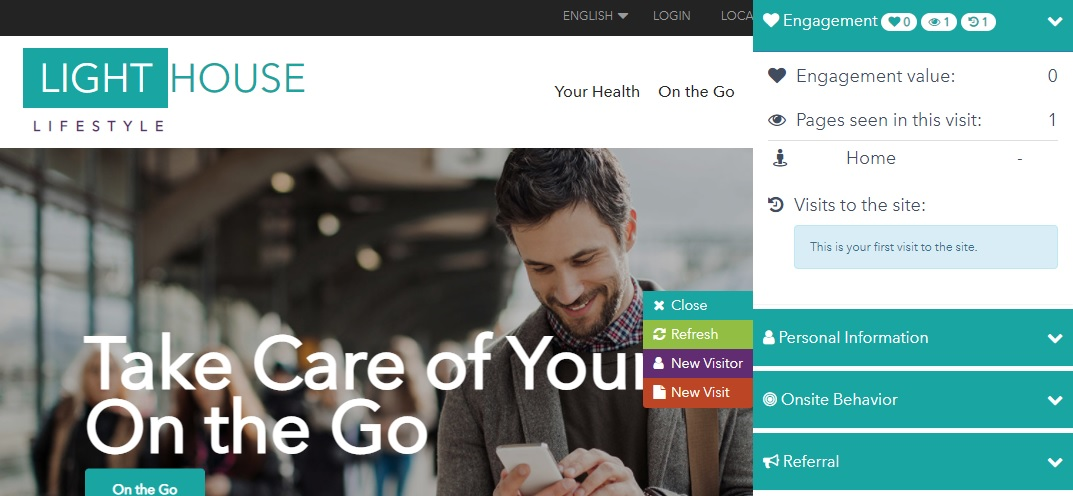 ENGLISH
LOGIN
Engagement 0 1 1
LIGHT HOUSE
LIFESTYLE
Your Health
On the Go
Engagement value: 0
Pages seen in this visit: 1
Home -
Visits to the site:
This is your first visit to the site.
Close
Refresh
New Visitor
New Visit
Take Care of Your
On the Go
On the Go
Personal Information
Onsite Behavior
Referral